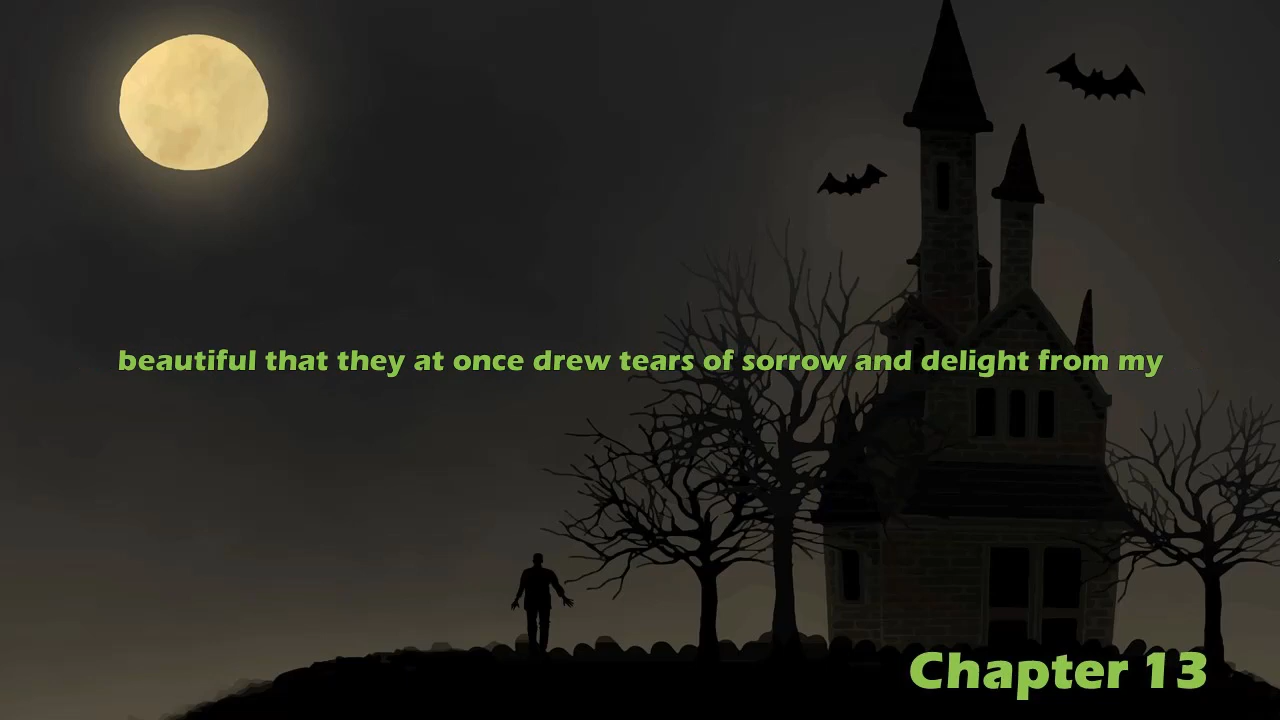 beautiful that they at once drew tears of sorrow and delight from my
Chapter 13